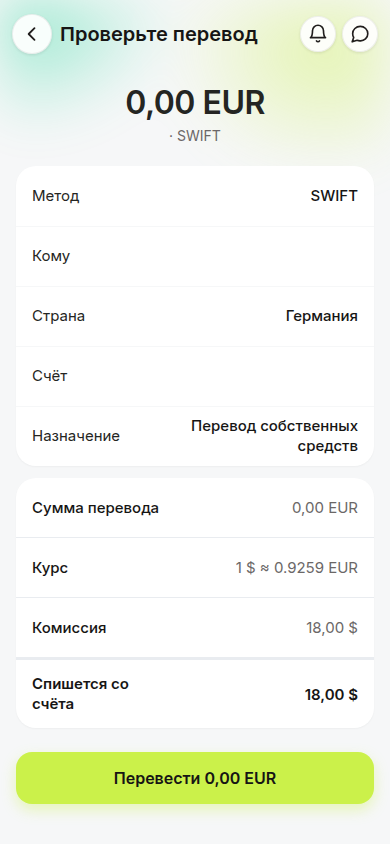 Проверьте перевод
0,00 EUR
· SWIFT
Метод SWIFT
Кому
Страна Германия
Счёт
Назначение Перевод собственных
средств
Сумма перевода 0,00 EUR
Курс 1 $ ≈ 0.9259 EUR
Комиссия 18,00 $
Спишется со
счёта 18,00 $
Перевести 0,00 EUR